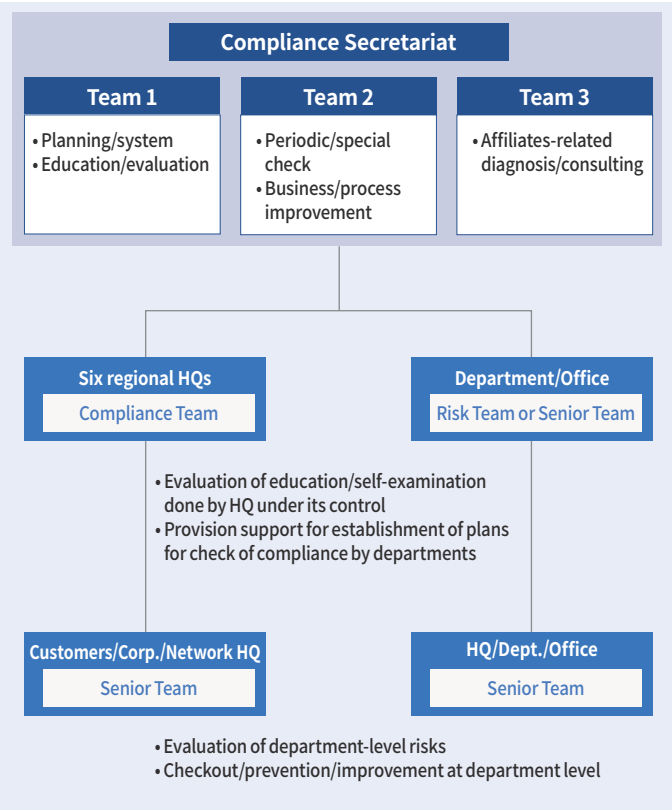 Compliance Secretariat
Team 1
• Planning/system
• Education/evaluation
Team 2
• Periodic/special
check
• Business/process
improvement
Team 3
• Affiliates-related
diagnosis/consulting
Six regional HQs
Compliance Team
Department/Office
Risk Team or Senior Team
• Evaluation of education/self-examination
done by HQ under its control
• Provision support for establishment of plans
for check of compliance by departments
Customers/Corp./Network HQ
Senior Team
HQ/Dept./Office
Senior Team
• Evaluation of department-level risks
• Checkout/prevention/improvement at department level